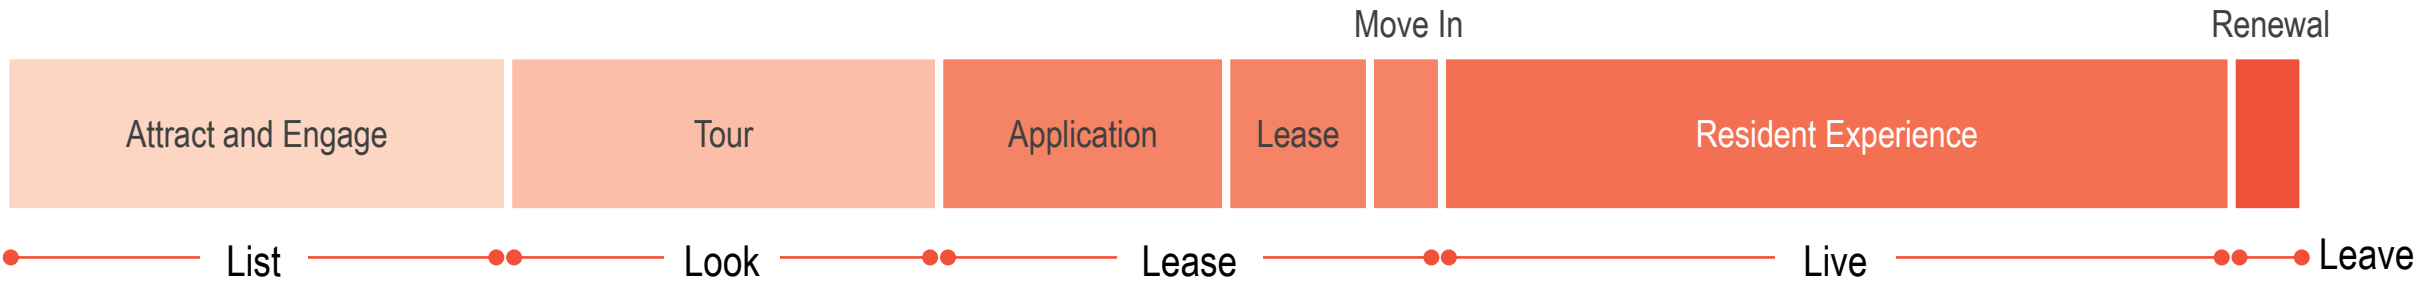 Move In
Renewal
Attract and Engage
Tour
Application
Lease
Resident Experience
List
Look
Lease
Live
Leave